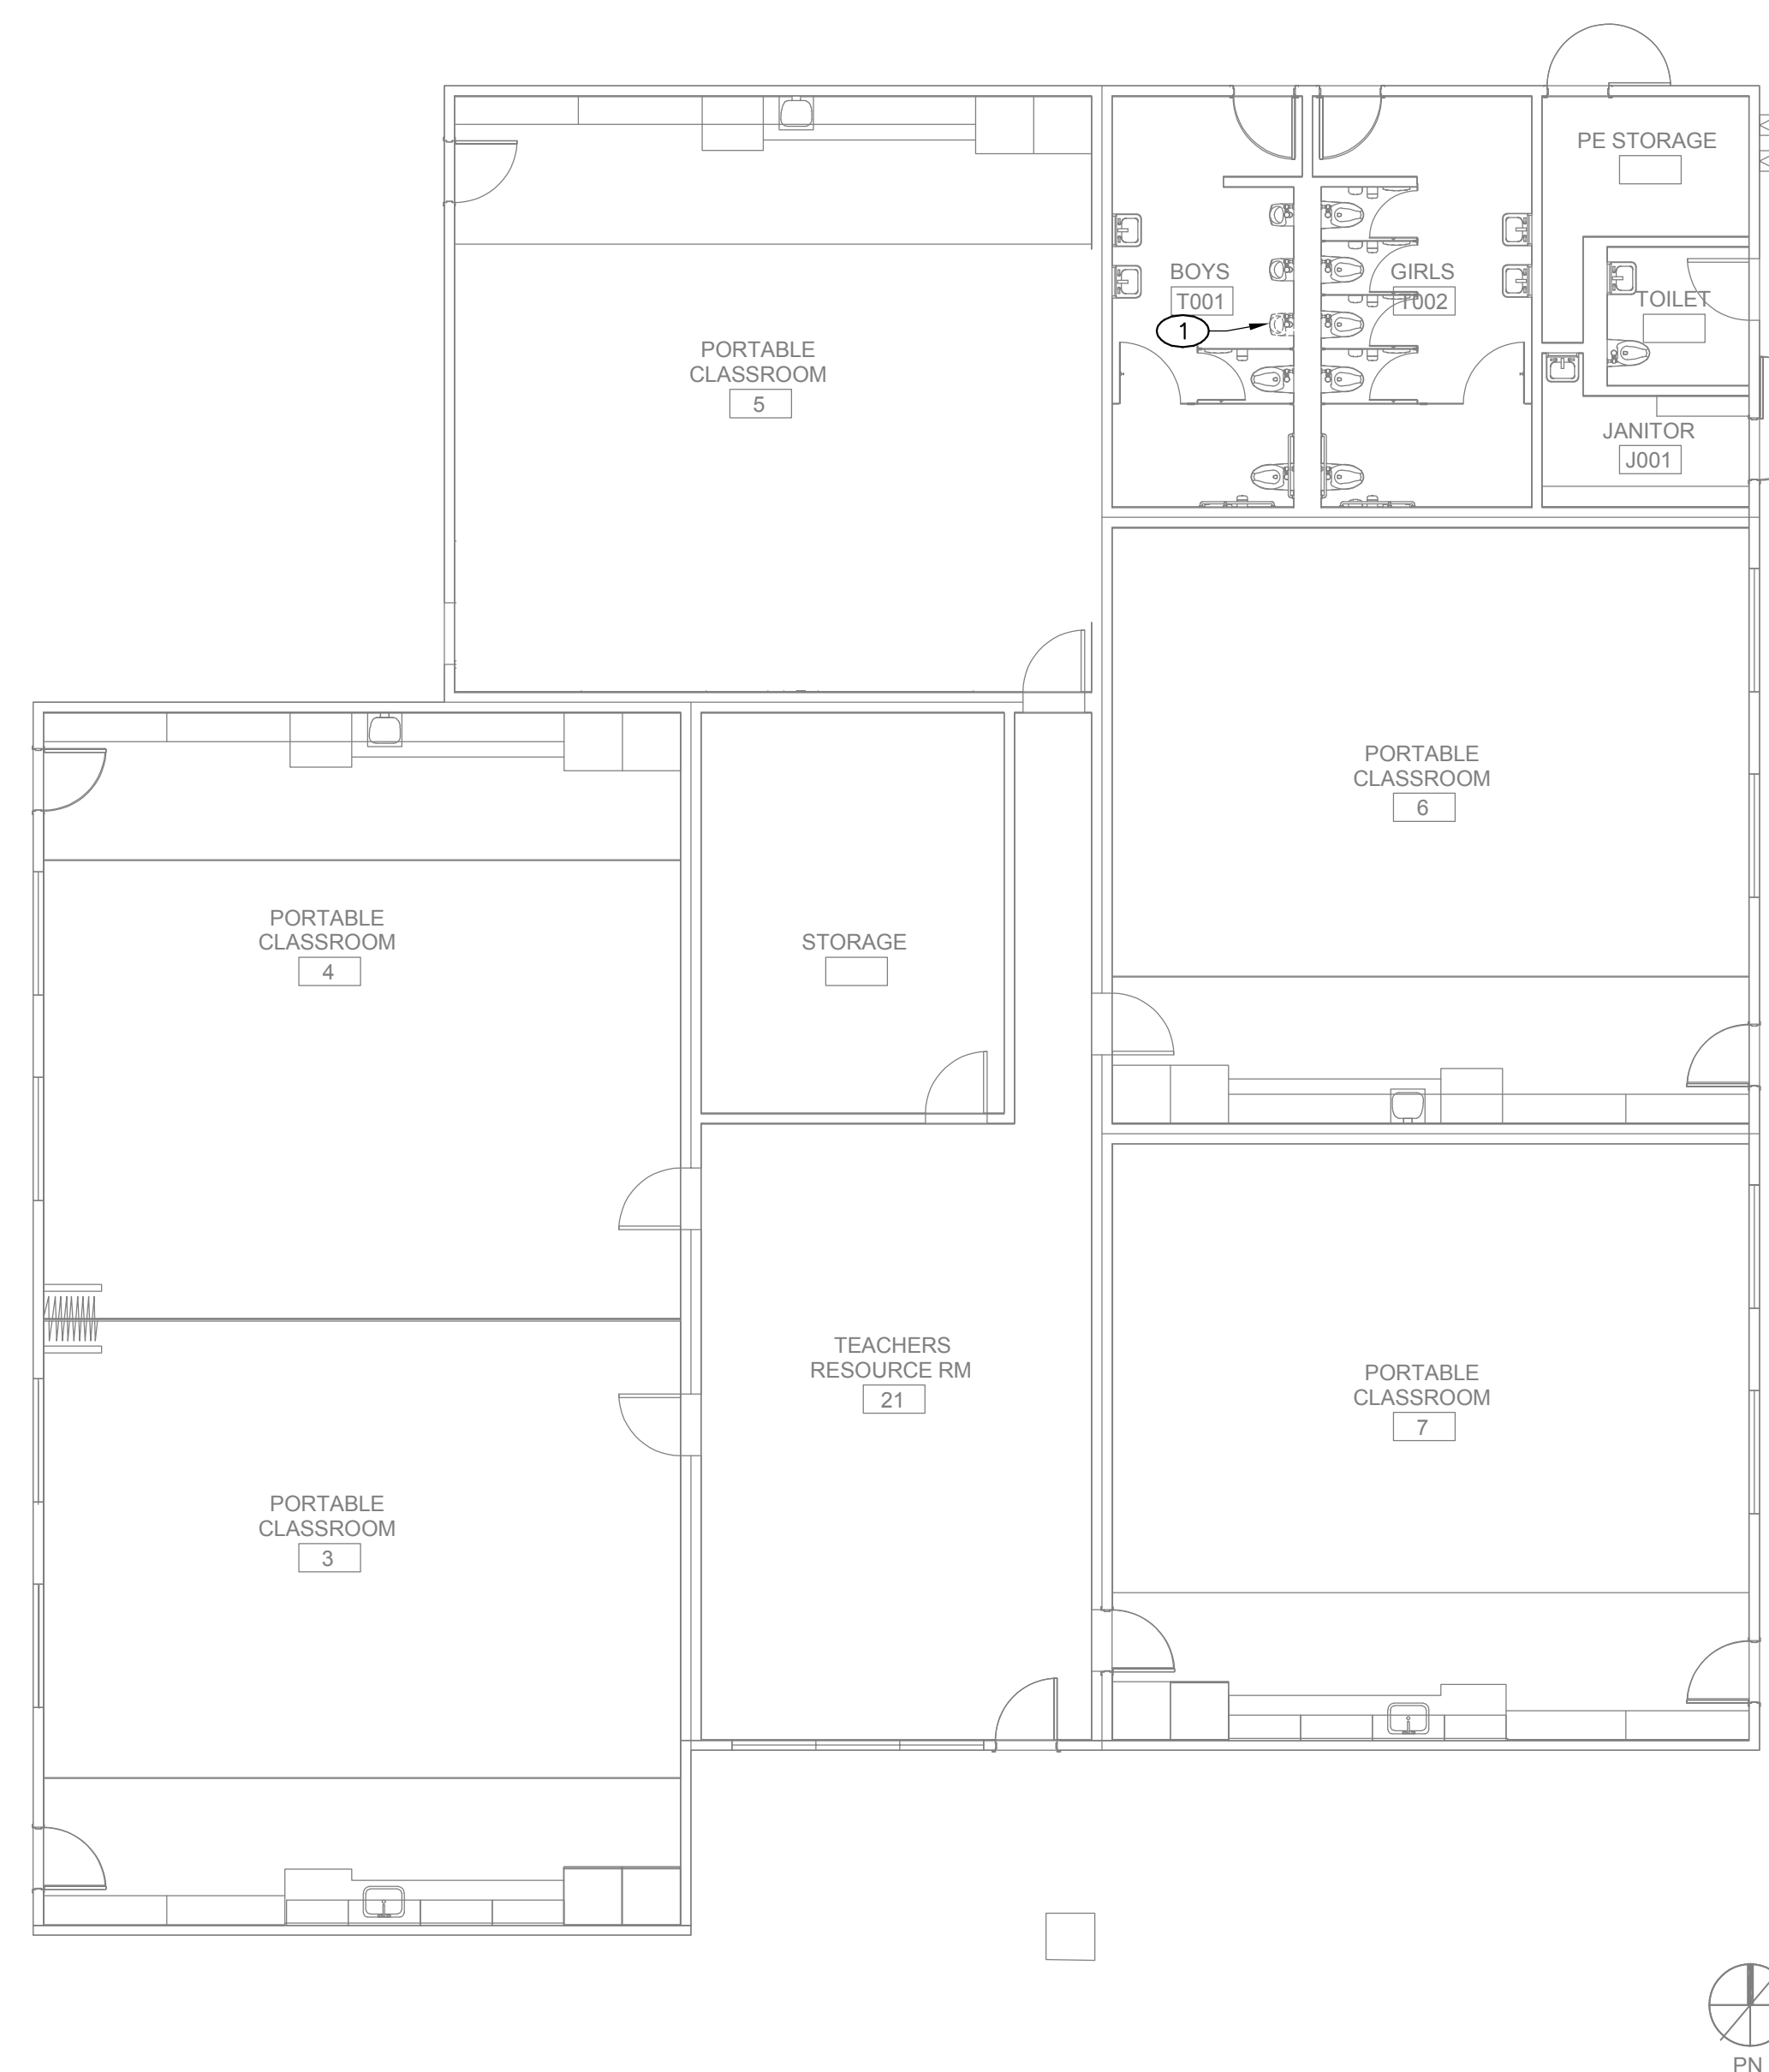 PE STORAGE
BOYS
T001
GIRLS
T002
TOILET
1
PORTABLE
CLASSROOM
5
JANITOR
J001
PORTABLE
CLASSROOM
6
PORTABLE
CLASSROOM
4
STORAGE
TEACHERS
RESOURCE RM
21
PORTABLE
CLASSROOM
7
PORTABLE
CLASSROOM
3
PN